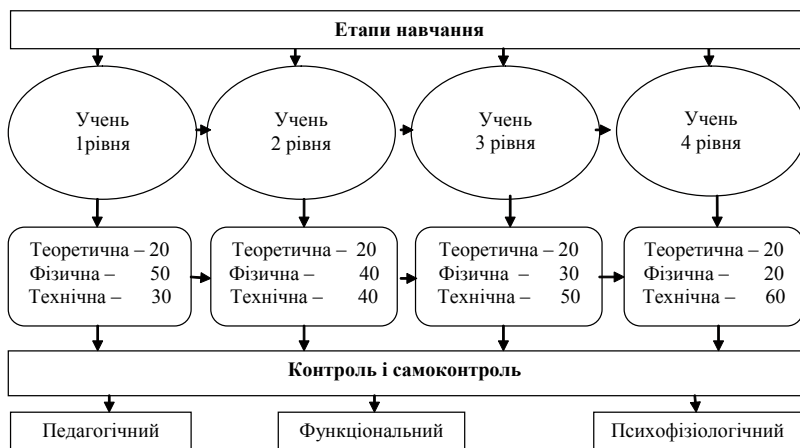 Етапи навчання
Учень
1рівня
Учень
2 рівня
Учень
3 рівня
Учень
4 рівня
Теоретична – 20
Фізична – 50
Технічна – 30
Теоретична – 20
Фізична – 40
Технічна – 40
Теоретична – 20
Фізична – 30
Технічна – 50
Теоретична – 20
Фізична – 20
Технічна – 60
Контроль і самоконтроль
Педагогічний
Функціональний
Психофізіологічний